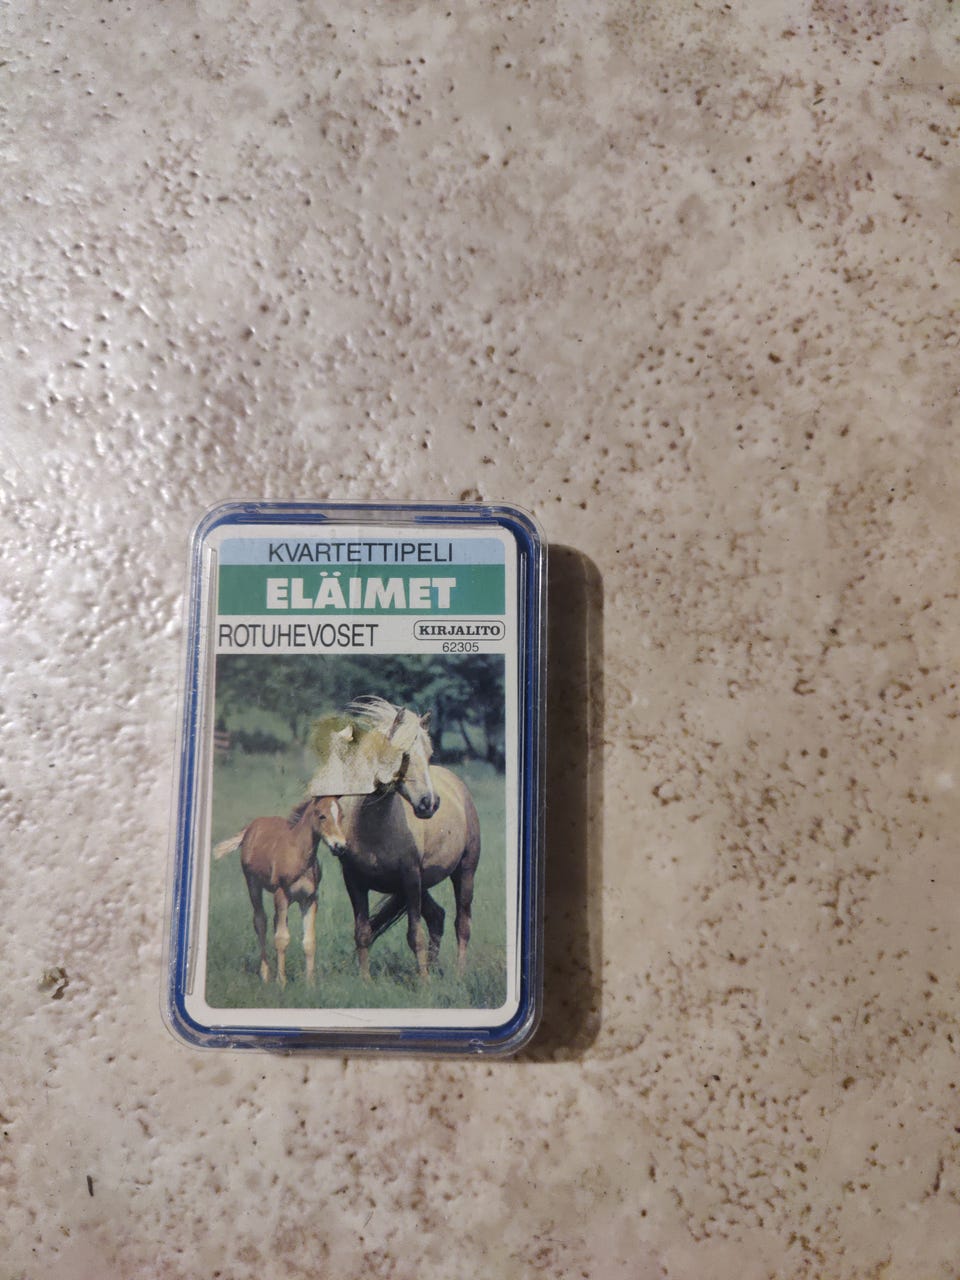 KVARTETTIPELI
ELÄIMET
ROTUHEVOSET
KIRJALITO
62305